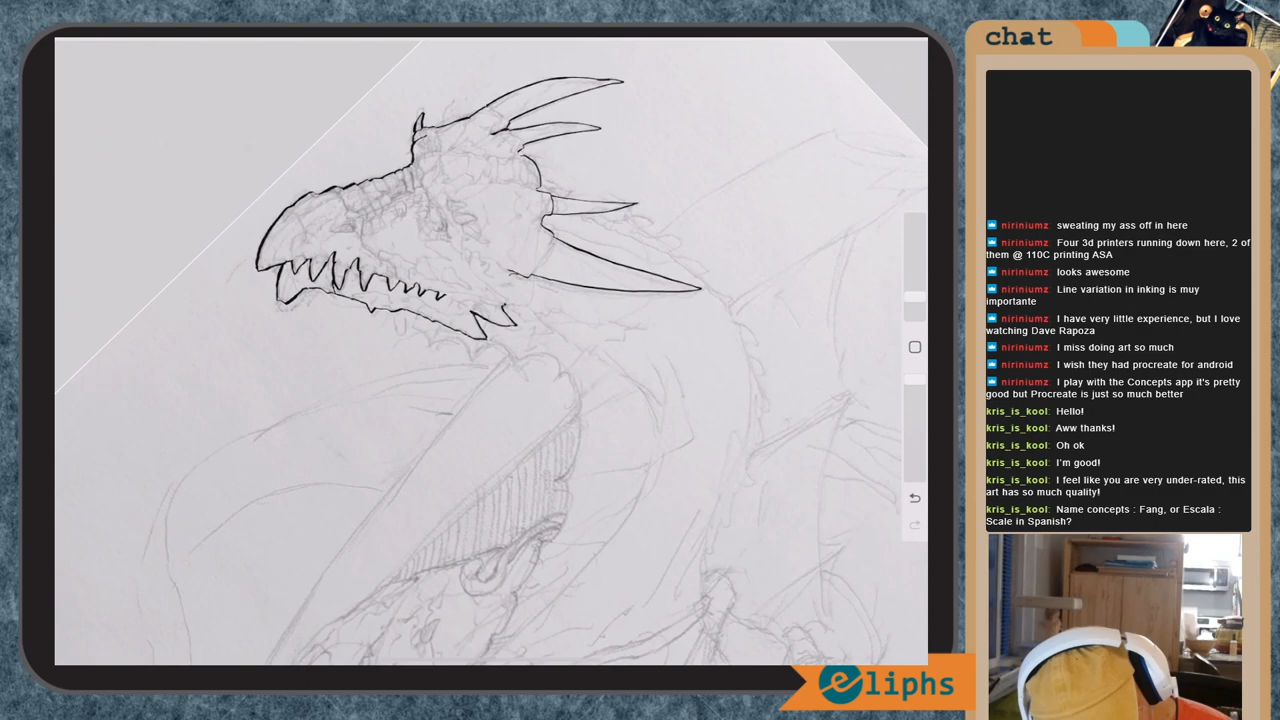 chat
niriniumz sweating my ass off in here
niriniumz Four 3d printers running down here, 2 of
them @ 110C printing ASA
niriniumz looks awesome
niriniumz Line variation in inking is muy
importante
niriniumz I have very little experience, but I love
watching Dave Rapoza
niriniumz I miss doing art so much
niriniumz I wish they had procreate for android
niriniumz I play with the Concepts app it's pretty
good but Procreate is just so much better
kris_is_kool: Hello!
kris_is_kool: Aww thanks!
kris_is_kool: Oh ok
kris_is_kool: I'm good!
kris_is_kool: I feel like you are very under-rated, this
art has so much quality!
kris_is_kool: Name concepts : Fang, or Escala :
Scale in Spanish?
eliphs